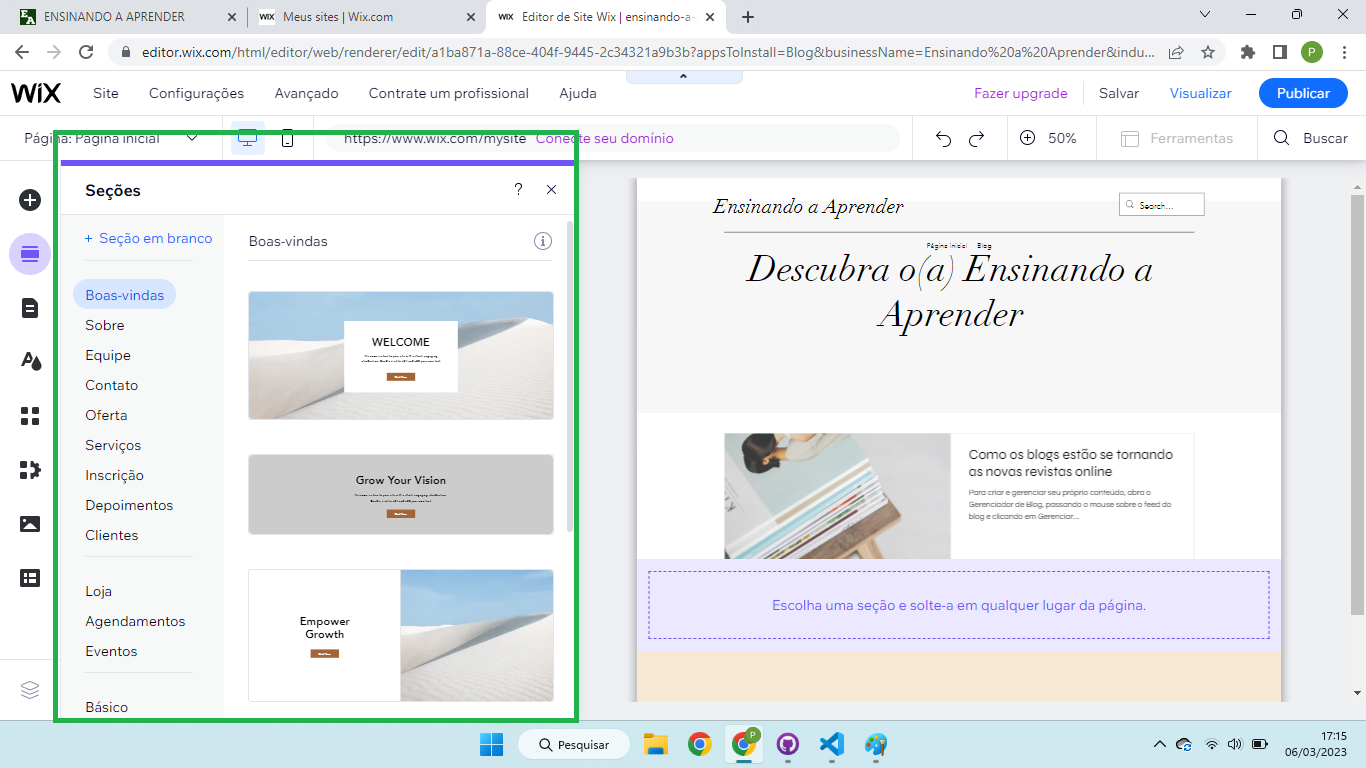 ENSINANDO A APRENDER
Meus sites | Wix.com
Editor de Site Wix | ensinando-a-
editor.wix.com/html/editor/web/renderer/edit/a1ba871a-88ce-404f-9445-2c34321a9b3b?appsToInstall=Blog&businessName=Ensinando%20a%20Aprender&indu...
P
WIX
Site
Configurações
Avançado
Contrate um profissional
Ajuda
Fazer upgrade
Salvar
Visualizar
Publicar
Página: Página inicial
https://www.wix.com/mysite Conecte seu domínio
50%
Ferramentas
Buscar
Seções
?
+ Seção em branco
Boas-vindas
Sobre
Equipe
Contato
Oferta
Serviços
Inscrição
Depoimentos
Clientes
Loja
Agendamentos
Eventos
Básico
Boas-vindas
WELCOME
Grow Your Vision
Empower
Growth
Ensinando a Aprender
Search...
Página inicial Blog
Descubra o(a) Ensinando a
Aprender
Como os blogs estão se tornando
as novas revistas online
Para criar e gerenciar seu próprio conteúdo, abra o
Gerenciador de Blog, passando o mouse sobre o feed do
blog e clicando em Gerenciar....
Escolha uma seção e solte-a em qualquer lugar da página.
Pesquisar
P
17:15
06/03/2023